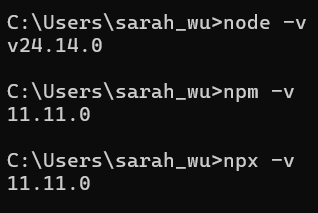 C:\Users\sarah_wu>node -v
v24.14.0
C:\Users\sarah_wu>npm -v
11.11.0
C:\Users\sarah_wu>npx -v
11.11.0